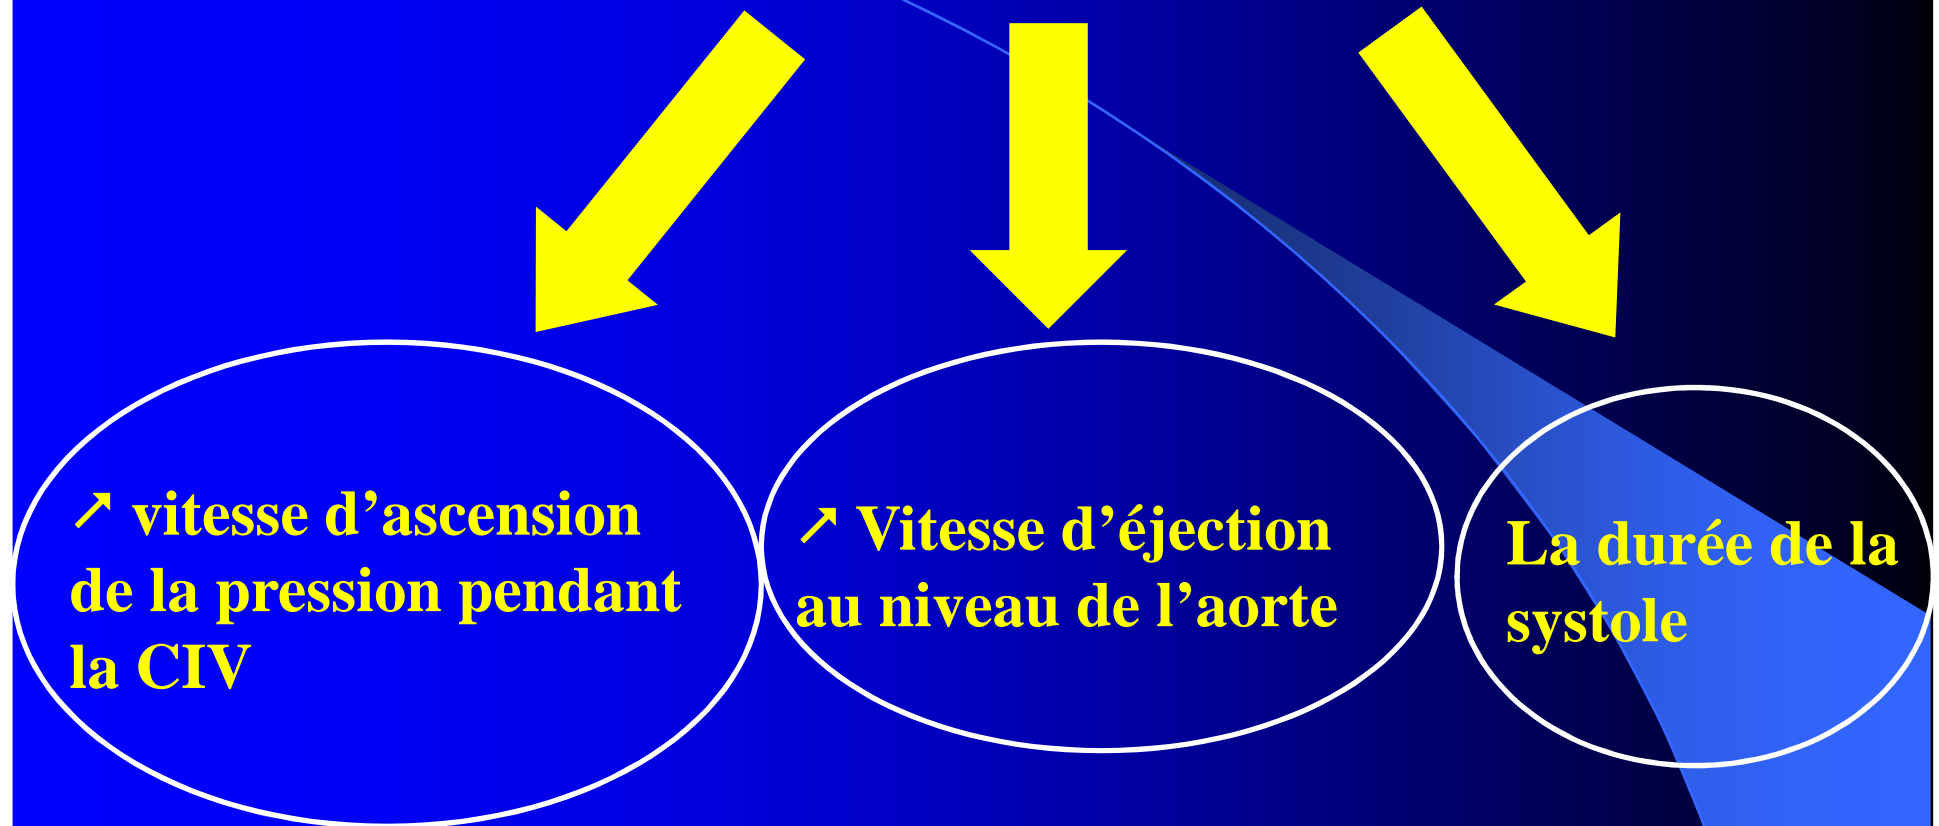 ↗ vitesse d’ascension
de la pression pendant
la CIV
↗ Vitesse d’éjection
au niveau de l’aorte
La durée de la
systole